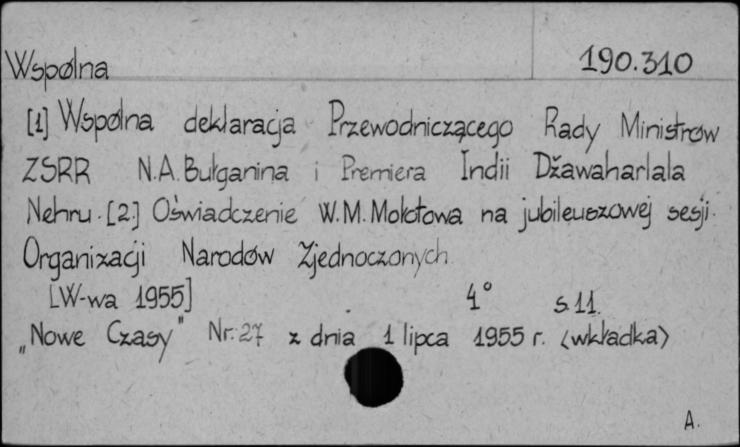 Wspólna
190.310
[1] Wspólna deklaracja Przewodniczącego Rady Ministrów
ZSRR N.A. Bułganina i Premiera Indii Dżawaharlala
Nehru. [2.] Oświadczenie W.M. Mołotowa na jubileuszowej sesji
Organizacji Narodów Zjednoczonych
[W-wa 1955] 4° s 11.
„Nowe Czasy" Nr. 27 z dnia 1 lipca 1955 r. <wkładka>
A.